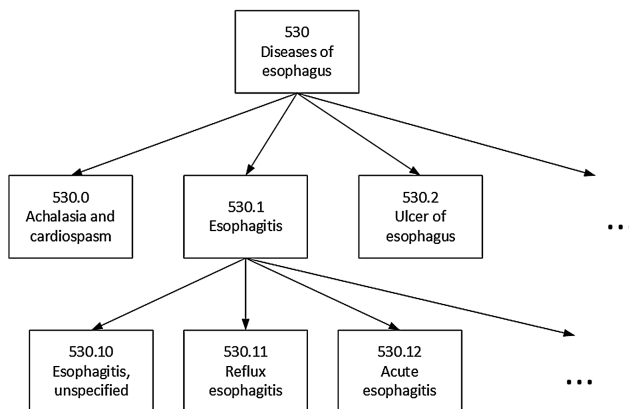 530
Diseases of
esophagus
530.0
Achalasia and
cardiospasm
530.1
Esophagitis
530.2
Ulcer of
esophagus
...
530.10
Esophagitis,
unspecified
530.11
Reflux
esophagitis
530.12
Acute
esophagitis
...